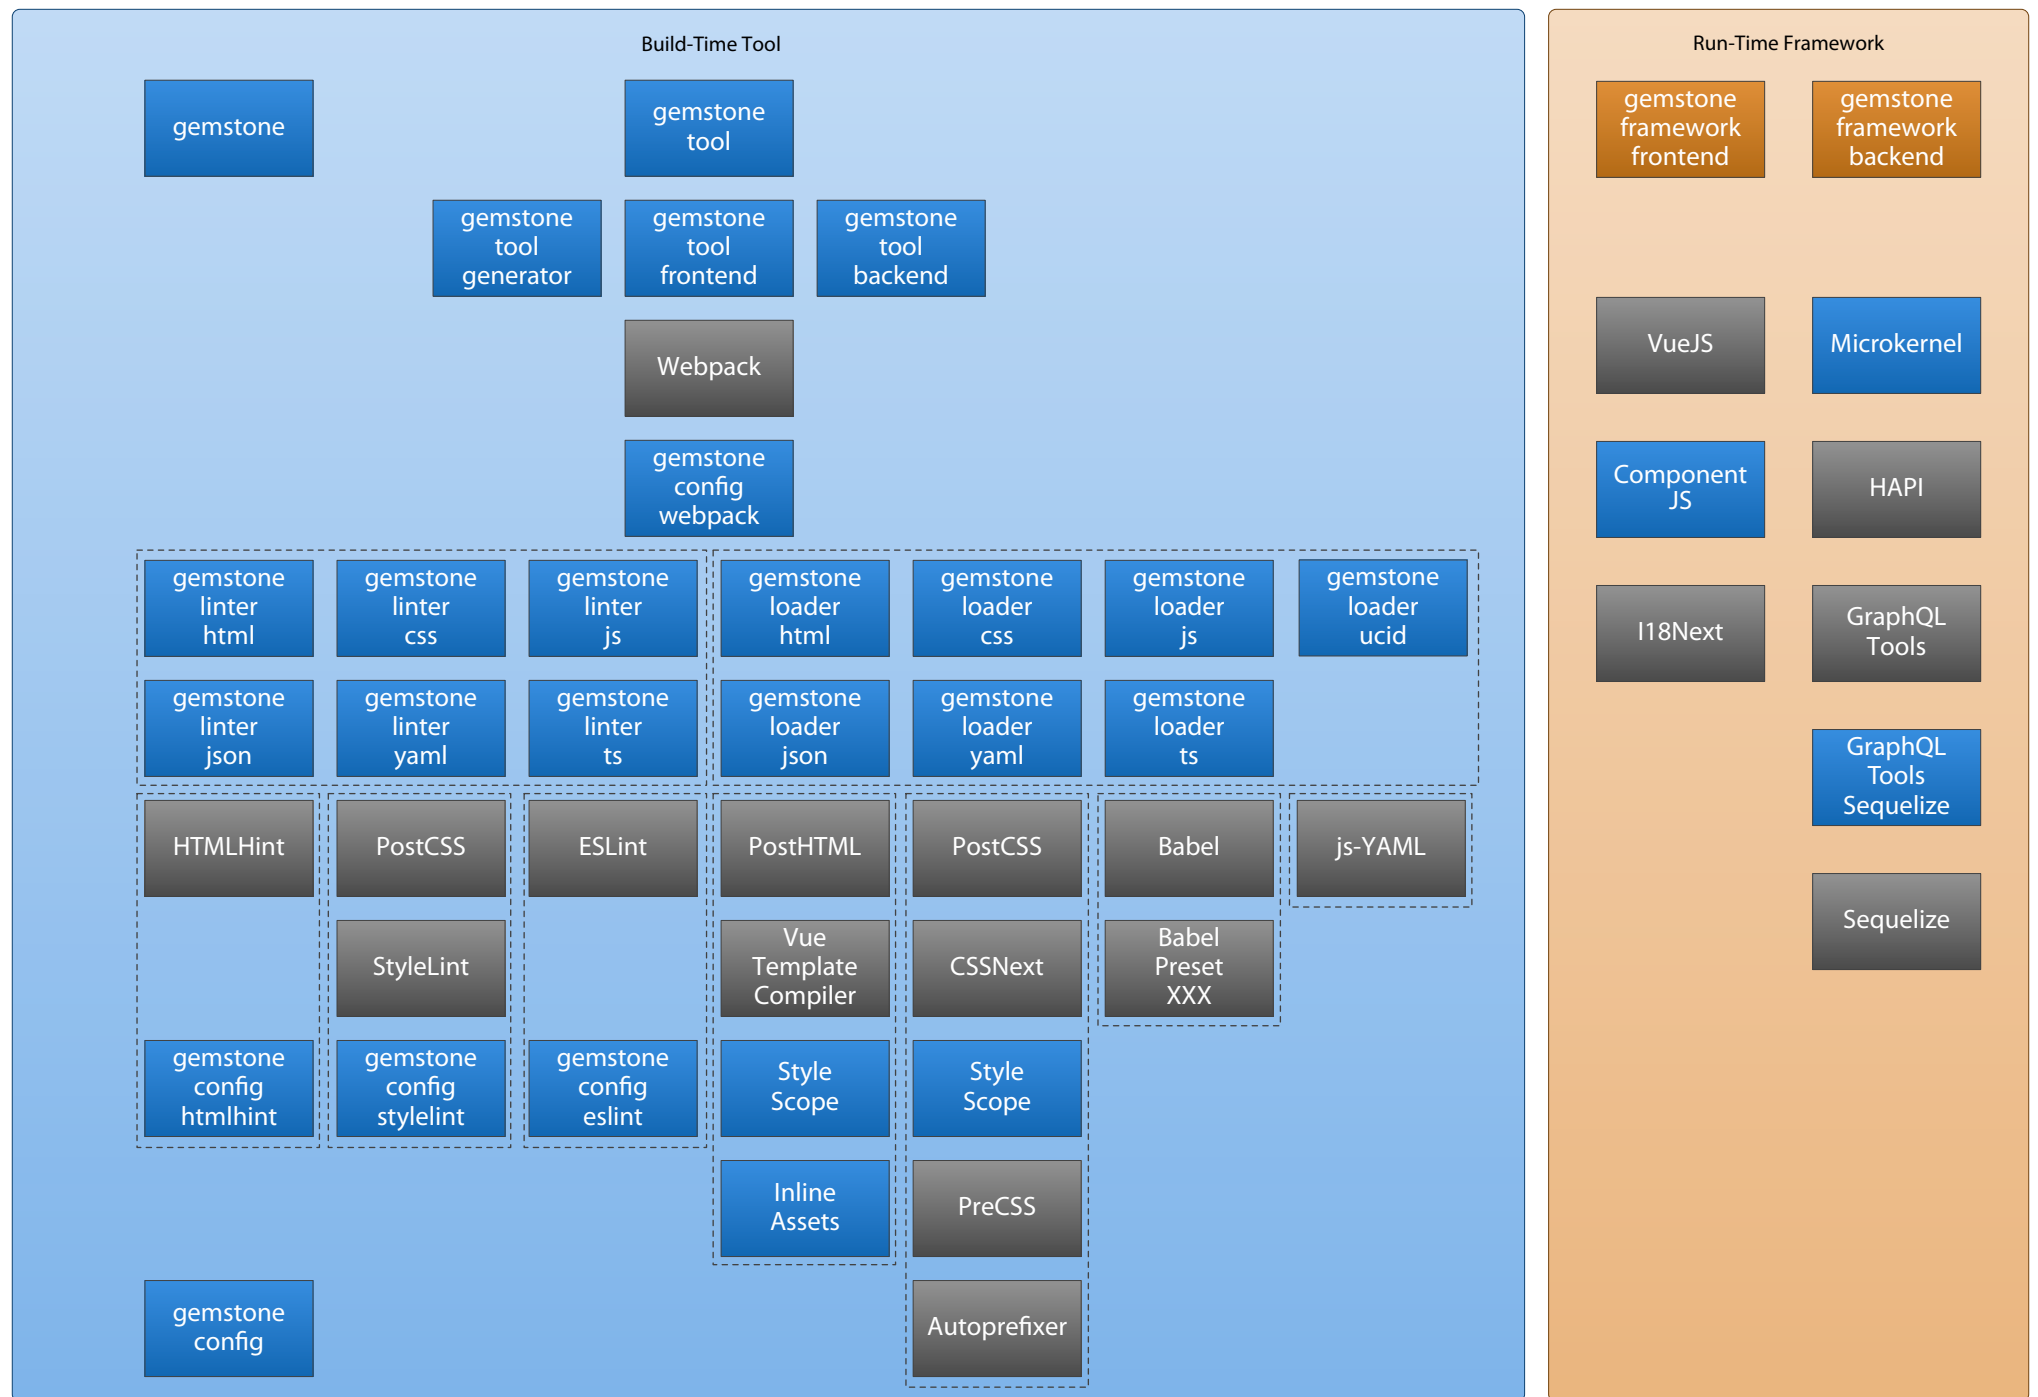 Build-Time Tool
gemstone
gemstone
tool
gemstone
tool
generator
gemstone
tool
frontend
gemstone
tool
backend
Webpack
gemstone
config
webpack
gemstone
linter
html
gemstone
linter
css
gemstone
linter
js
gemstone
loader
html
gemstone
loader
css
gemstone
loader
js
gemstone
loader
ucid
gemstone
linter
json
gemstone
linter
yaml
gemstone
linter
ts
gemstone
loader
json
gemstone
loader
yaml
gemstone
loader
ts
HTMLHint
PostCSS
ESLint
PostHTML
PostCSS
Babel
js-YAML
StyleLint
Vue
Template
Compiler
CSSNext
Babel
Preset
XXX
gemstone
config
htmlhint
gemstone
config
stylelint
gemstone
config
eslint
Style
Scope
Style
Scope
Inline
Assets
PreCSS
gemstone
config
Autoprefixer
Run-Time Framework
gemstone
framework
frontend
gemstone
framework
backend
VueJS
Microkernel
Component
JS
HAPI
I18Next
GraphQL
Tools
GraphQL
Tools
Sequelize
Sequelize